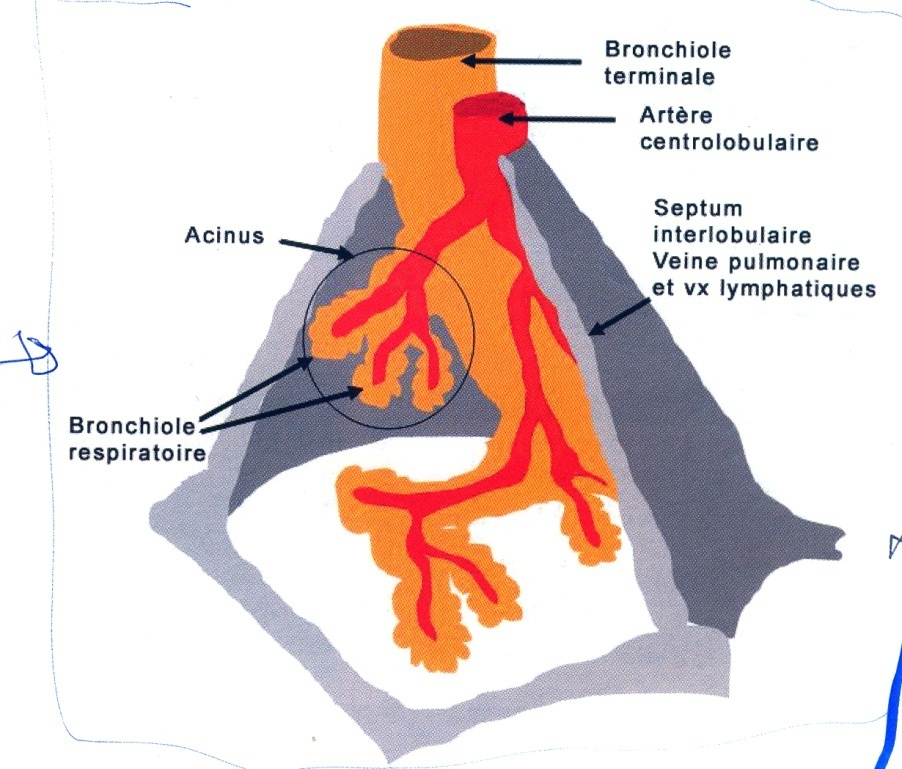 Bronchiole
terminale
Artère
centrolobulaire
Septum
interlobulaire
Veine pulmonaire
et vx lymphatiques
Acinus
Bronchiole
respiratoire